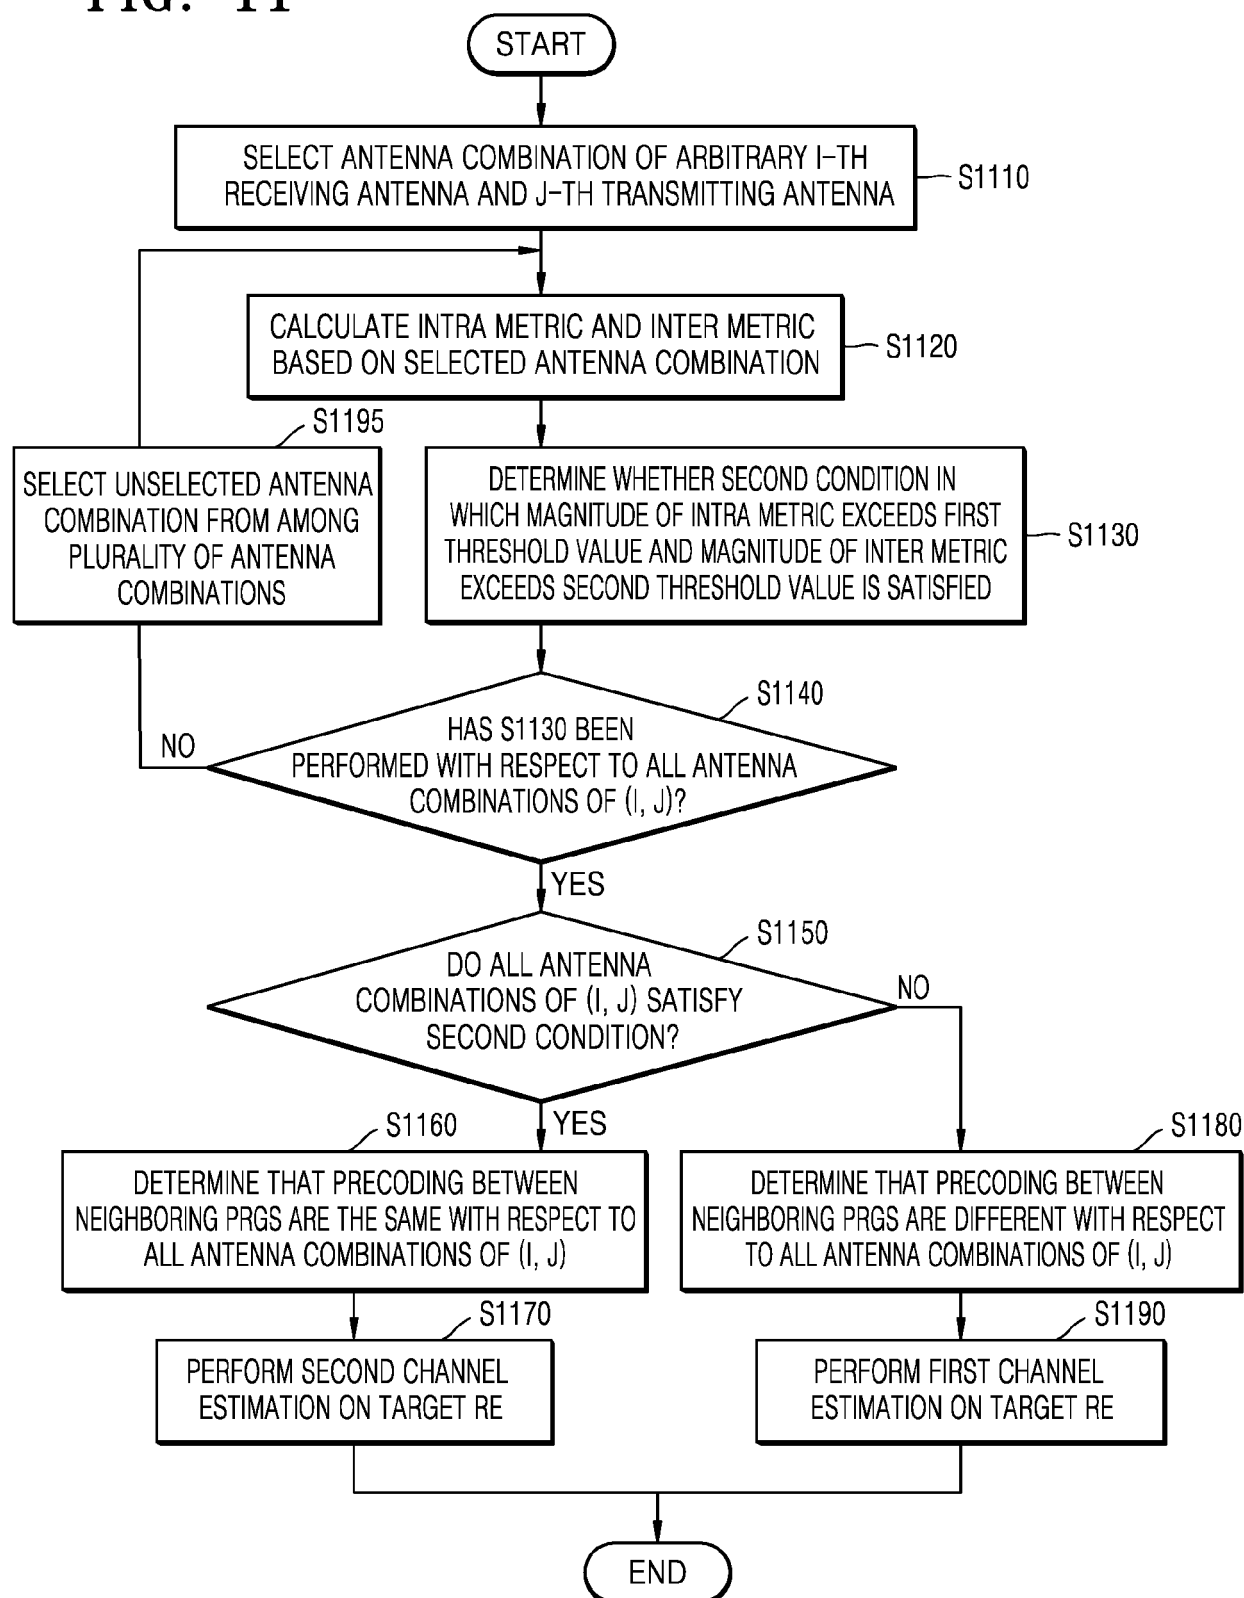 FIG. 11
START
SELECT ANTENNA COMBINATION OF ARBITRARY I-TH
RECEIVING ANTENNA AND J-TH TRANSMITTING ANTENNA
S1110
CALCULATE INTRA METRIC AND INTER METRIC
BASED ON SELECTED ANTENNA COMBINATION
S1120
S1195
SELECT UNSELECTED ANTENNA
COMBINATION FROM AMONG
PLURALITY OF ANTENNA
COMBINATIONS
DETERMINE WHETHER SECOND CONDITION IN
WHICH MAGNITUDE OF INTRA METRIC EXCEEDS FIRST
THRESHOLD VALUE AND MAGNITUDE OF INTER METRIC
EXCEEDS SECOND THRESHOLD VALUE IS SATISFIED
S1130
S1140
HAS S1130 BEEN
PERFORMED WITH RESPECT TO ALL ANTENNA
COMBINATIONS OF (I, J)?
NO
YES
S1150
DO ALL ANTENNA
COMBINATIONS OF (I, J) SATISFY
SECOND CONDITION?
NO
YES
S1160
DETERMINE THAT PRECODING BETWEEN
NEIGHBORING PRGS ARE THE SAME WITH RESPECT TO
ALL ANTENNA COMBINATIONS OF (I, J)
S1180
DETERMINE THAT PRECODING BETWEEN
NEIGHBORING PRGS ARE DIFFERENT WITH RESPECT
TO ALL ANTENNA COMBINATIONS OF (I, J)
S1170
PERFORM SECOND CHANNEL
ESTIMATION ON TARGET RE
S1190
PERFORM FIRST CHANNEL
ESTIMATION ON TARGET RE
END